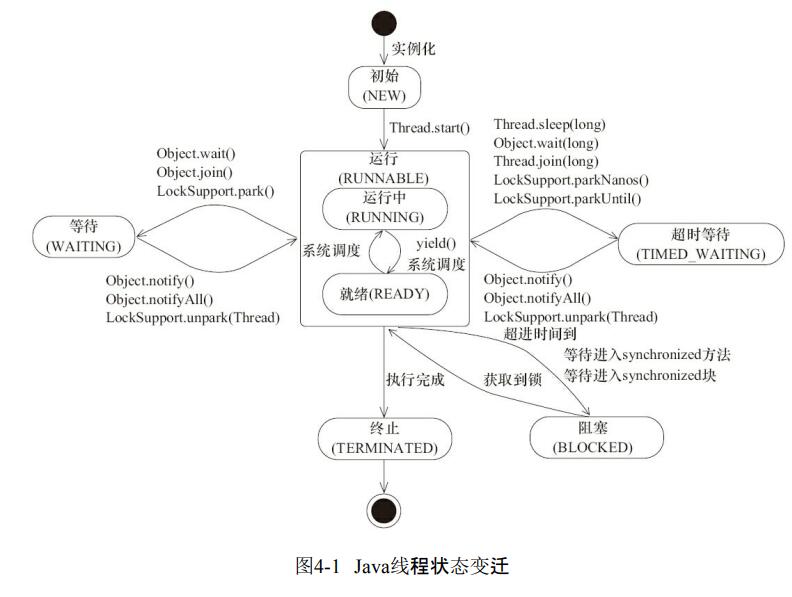 实例化
初始
(NEW)
Thread.start()
Object.wait()
Object.join()
LockSupport.park()
运行
(RUNNABLE)
运行中
(RUNNING)
系统调度
yield()
系统调度
就绪(READY)
Thread.sleep(long)
Object.wait(long)
Thread.join(long)
LockSupport.parkNanos()
LockSupport.parkUntil()
等待
(WAITING)
超时等待
(TIMED_WAITING)
Object.notify()
Object.notifyAll()
LockSupport.unpark(Thread)
Object.notify()
Object.notifyAll()
LockSupport.unpark(Thread)
超进时间到
等待进入synchronized方法
等待进入synchronized块
执行完成
获取到锁
终止
(TERMINATED)
阻塞
(BLOCKED)
图4-1 Java线程状态变迁